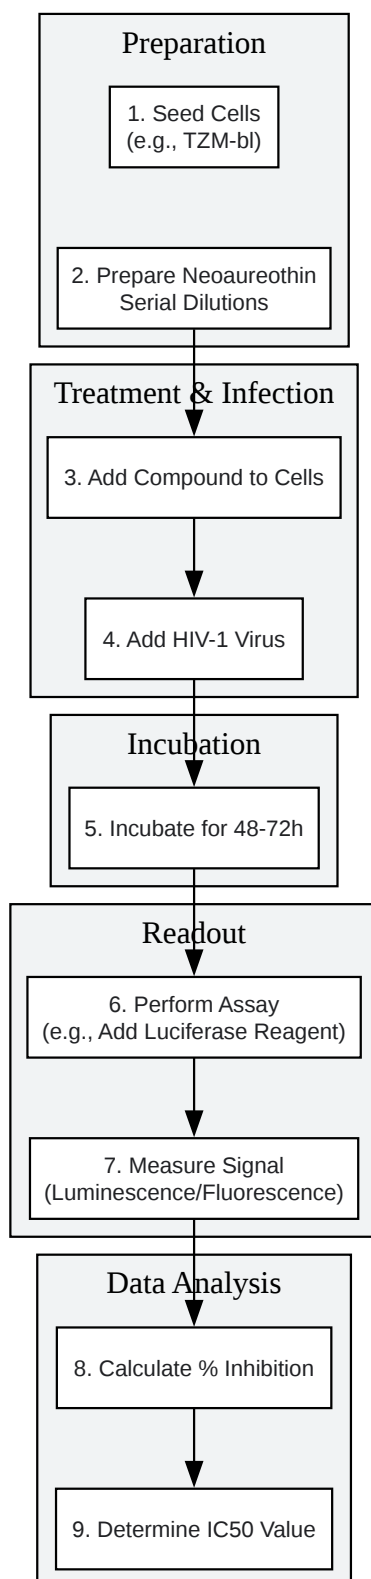 Preparation
1. Seed Cells
(e.g., TZM-bl)
2. Prepare Neoaureothin
Serial Dilutions
Treatment & Infection
3. Add Compound to Cells
4. Add HIV-1 Virus
Incubation
5. Incubate for 48-72h
Readout
6. Perform Assay
(e.g., Add Luciferase Reagent)
7. Measure Signal
(Luminescence/Fluorescence)
Data Analysis
8. Calculate % Inhibition
9. Determine IC50 Value